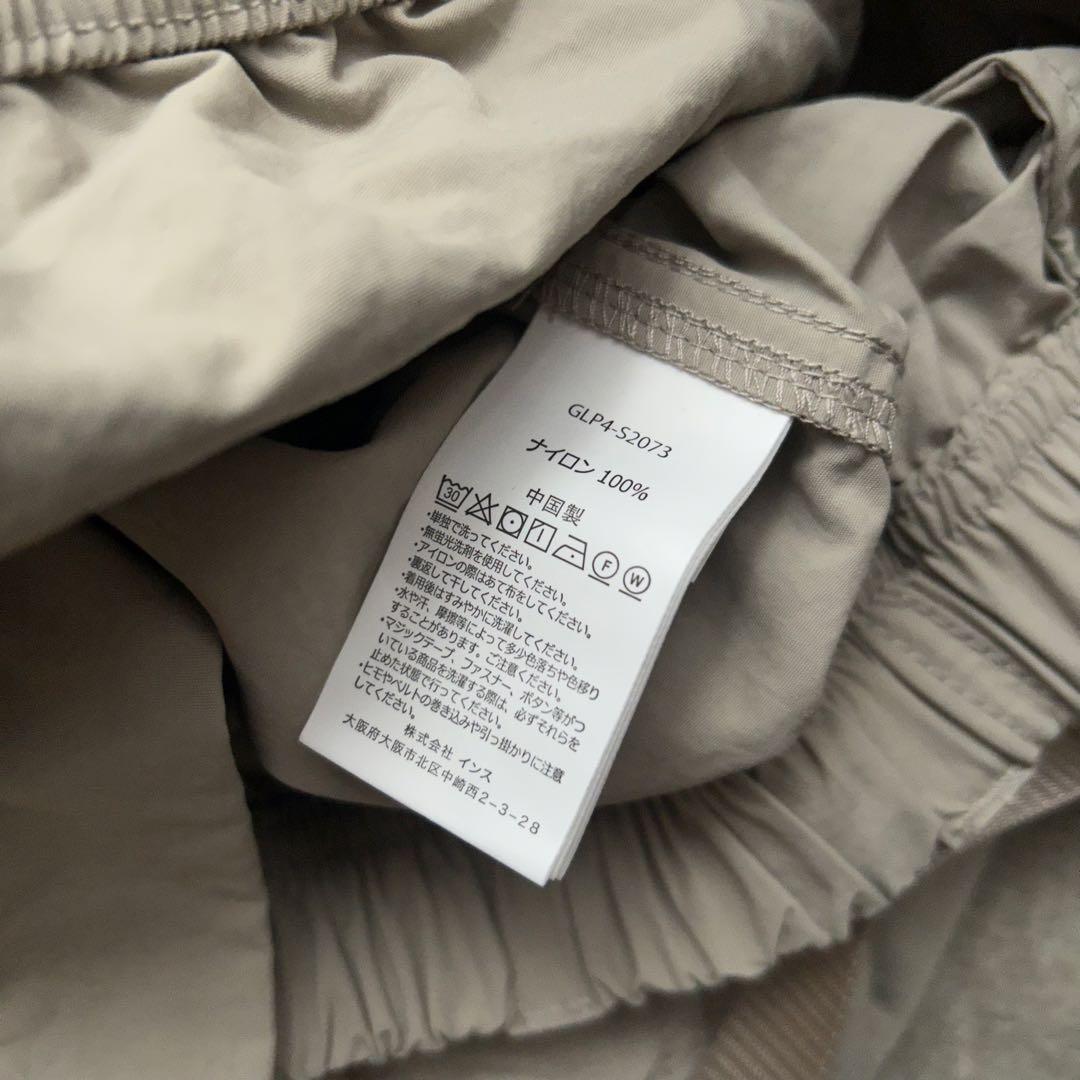 GLP4-S2073
ナイロン 100%
中国製
30 F W
・単独で洗ってください。
・無蛍光洗剤を使用してください。
・アイロンの際はあて布をしてください。
・裏返して干してください。
・着用後はすみやかに洗濯してください。
・水や汗、摩擦等によって多少色落ちや色移り
することがあります。ご注意ください。
・マジックテープ、ファスナー、ボタン等がつ
いている商品を洗濯する際は、必ずそれらを
止めた状態で行ってください。
・ヒモやベルトの巻き込みや引っ掛かりに注意
してください。
株式会社 インス
大阪府大阪市北区中崎西2-3-28